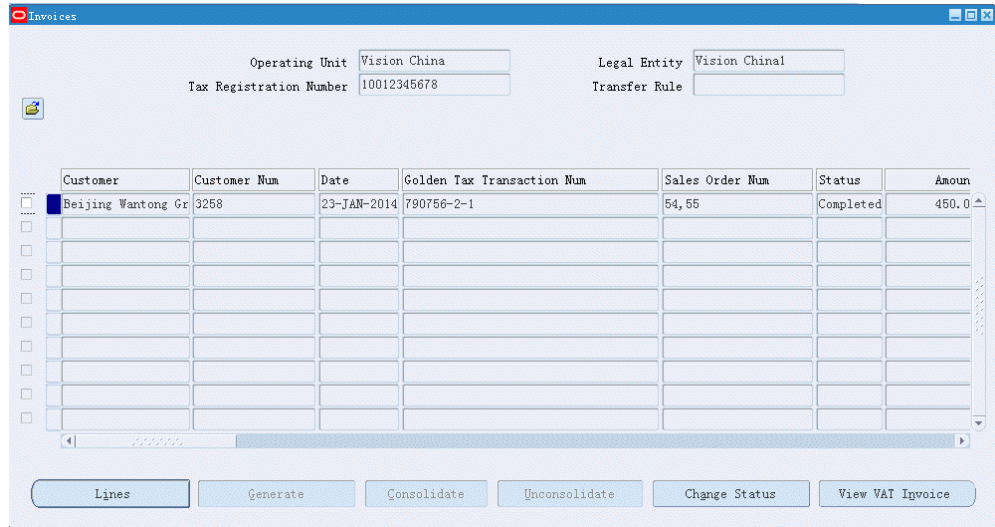 Invoices
Operating Unit Vision China Legal Entity Vision China1
Tax Registration Number 10012345678 Transfer Rule
Customer Customer Num Date Golden Tax Transaction Num Sales Order Num Status Amoun
Beijing Wantong Gr 3258 23-JAN-2014 790756-2-1 54,55 Completed 450.0
Lines Generate Consolidate Unconsolidate Change Status View VAT Invoice